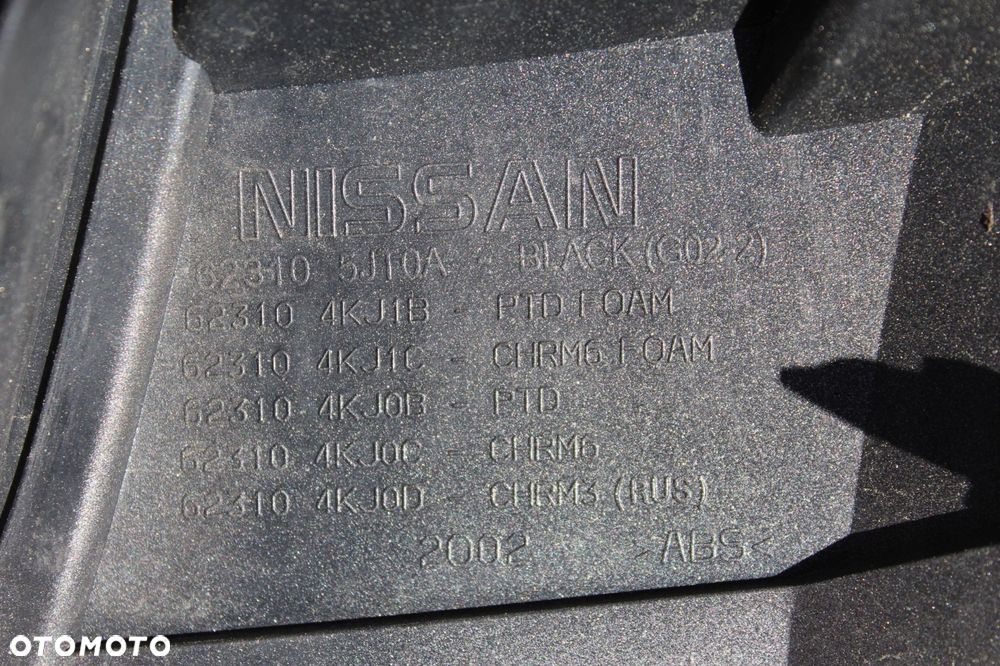 NISSAN
62310 5J10A - BLACK (G02-2)
62310 4KJ1B - PTD FOAM
62310 4KJ1C - CHRM6 FOAM
62310 4KJ0B - PTD
62310 4KJ0C - CHRM6
62310 4KJ0D - CHRM3 (RUS)
2002 >ABS<
OTOMOTO